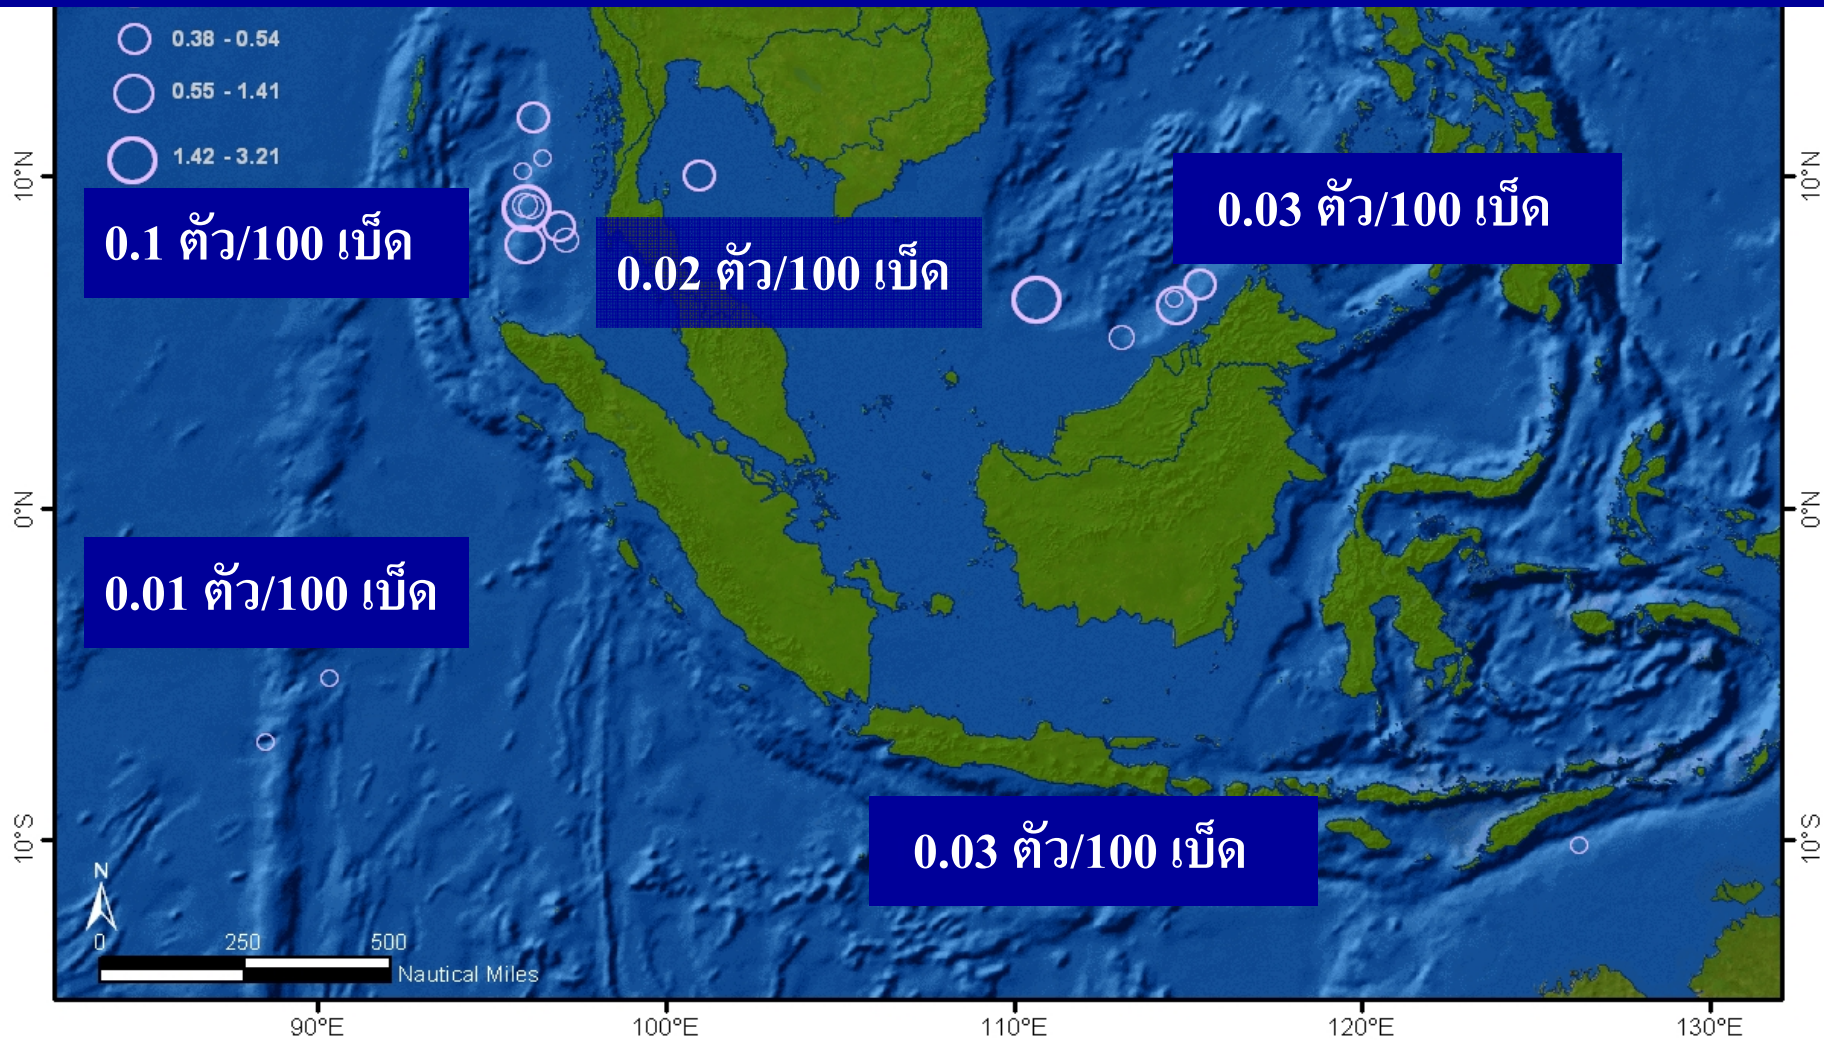 0.38 - 0.54
0.55 - 1.41
1.42 - 3.21
10°N
10°N
0.1 ตัว/100 เบ็ด
0.02 ตัว/100 เบ็ด
0.03 ตัว/100 เบ็ด
0°N
0°N
0.01 ตัว/100 เบ็ด
10°S
10°S
0.03 ตัว/100 เบ็ด
N
0 250 500
Nautical Miles
90°E 100°E 110°E 120°E 130°E